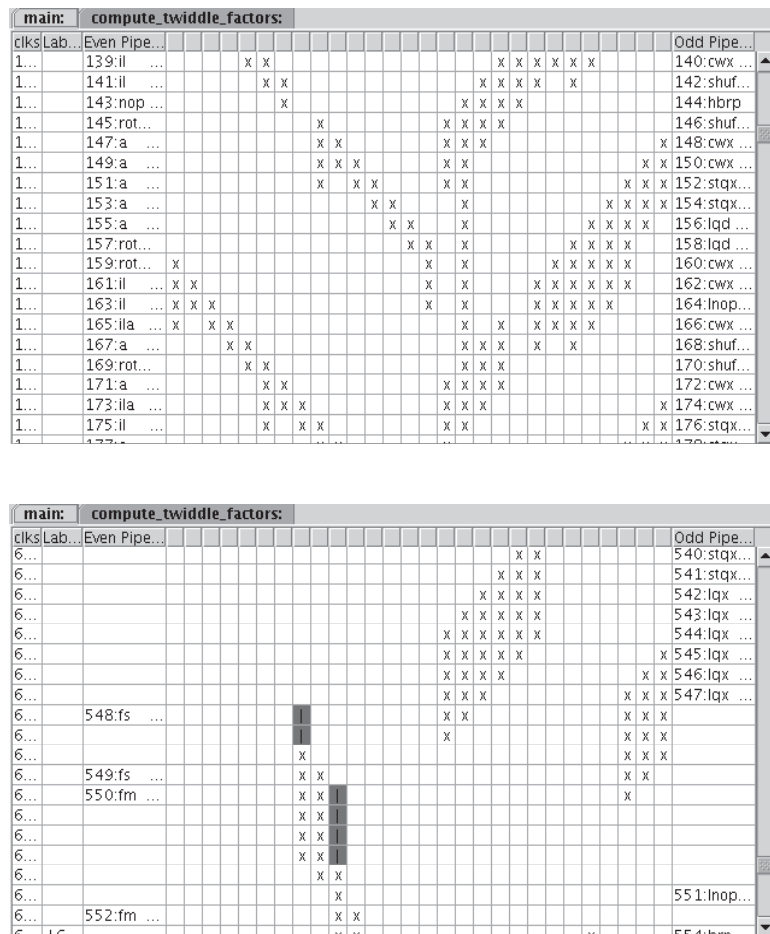 main: compute_twiddle_factors:
clks Lab... Even Pipe... Odd Pipe...
1... 139:il ... x x x x x x x x 140:cwx ...
1... 141:il ... x x x x x x x 142:shuf...
1... 143:nop ... x x x x x 144:hbrp
1... 145:rot... x x x x x 146:shuf...
1... 147:a ... x x x x x x 148:cwx ...
1... 149:a ... x x x x x x x 150:cwx ...
1... 151:a ... x x x x x x x x 152:stqx...
1... 153:a ... x x x x x x x 154:stqx...
1... 155:a ... x x x x x x x 156:lqd ...
1... 157:rot... x x x x x x x 158:lqd ...
1... 159:rot... x x x x x x x x 160:cwx ...
1... 161:il ... x x x x x x x x x x 162:cwx ...
1... 163:il ... x x x x x x x x x x 164:lnop...
1... 165:ila ... x x x x x x x x x 166:cwx ...
1... 167:a ... x x x x x x x 168:shuf...
1... 169:rot... x x x x x 170:shuf...
1... 171:a ... x x x x x x 172:cwx ...
1... 173:ila ... x x x x x x x 174:cwx ...
1... 175:il ... x x x x x x x 176:stqx...
main: compute_twiddle_factors:
clks Lab... Even Pipe... Odd Pipe...
6... x x 540:stqx...
6... x x x 541:stqx...
6... x x x x 542:lqx ...
6... x x x x x 543:lqx ...
6... x x x x x x 544:lqx ...
6... x x x x x x 545:lqx ...
6... x x x x x x 546:lqx ...
6... x x x x x x 547:lqx ...
6... 548:fs ... | x x x x x
6... | x x x x
6... x x x x
6... 549:fs ... x x x x
6... 550:fm ... x x | x
6... x x |
6... x x |
6... x x |
6... x x
6... x 551:lnop...
6... 552:fm ... x x